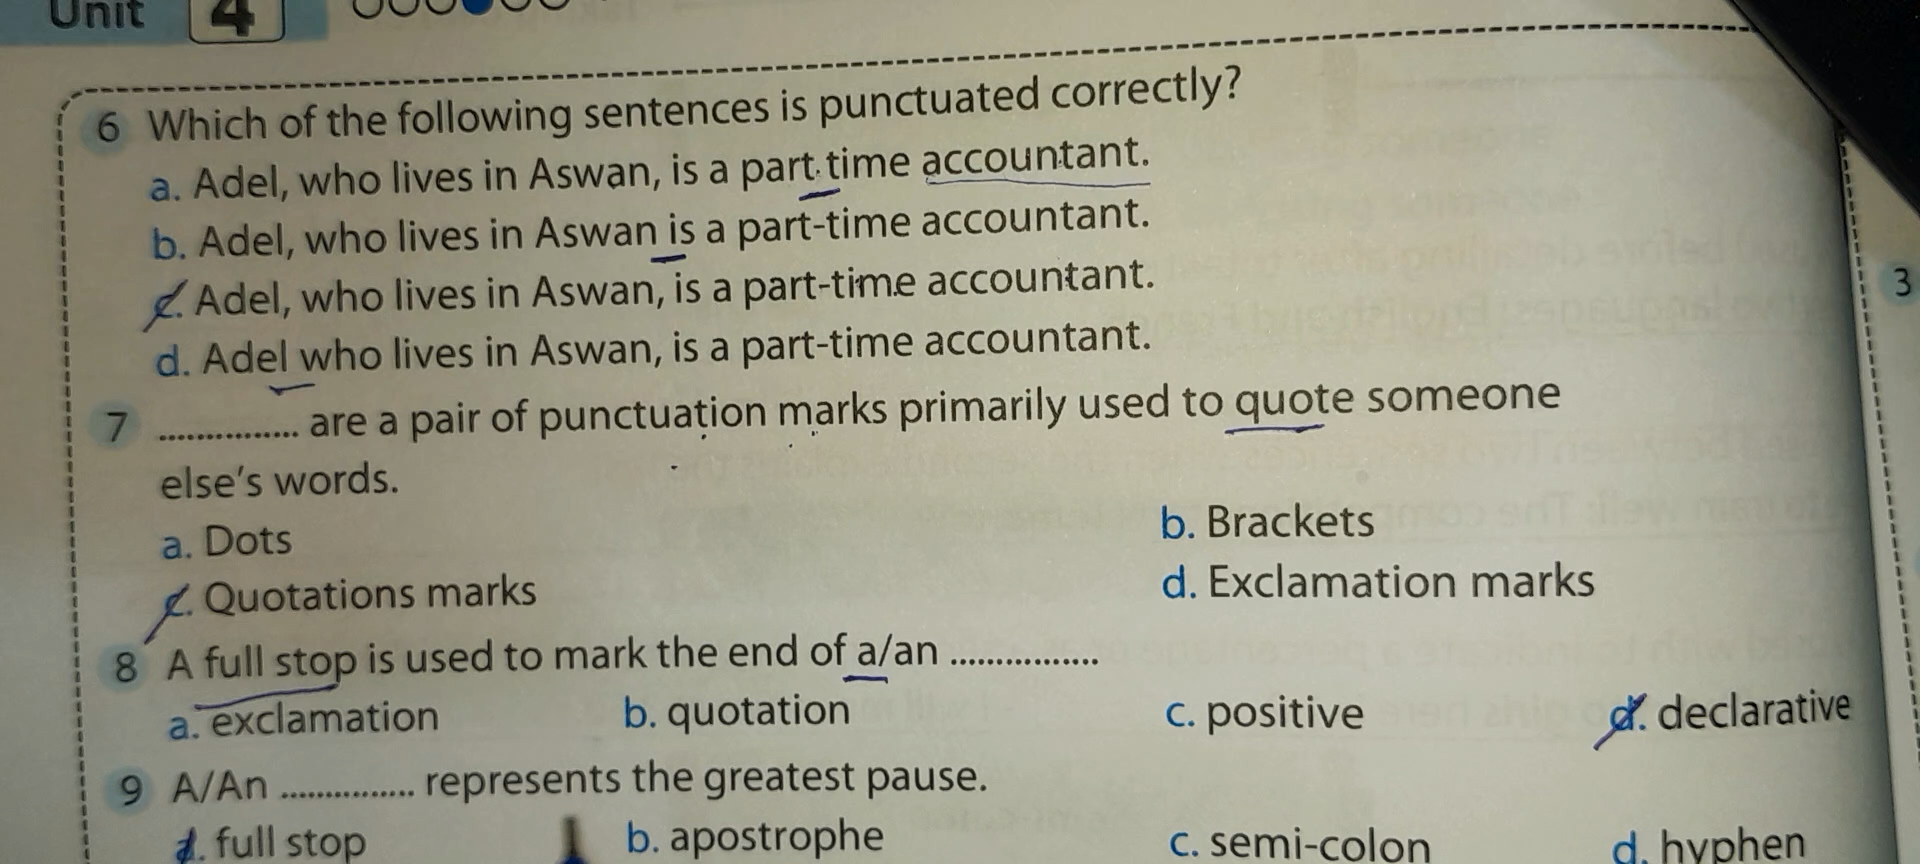 Unit 4
6 Which of the following sentences is punctuated correctly?
a. Adel, who lives in Aswan, is a part time accountant.
b. Adel, who lives in Aswan is a part-time accountant.
c. Adel, who lives in Aswan, is a part-time accountant.
d. Adel who lives in Aswan, is a part-time accountant.
7 ............... are a pair of punctuation marks primarily used to quote someone
else's words.
a. Dots
b. Brackets
c. Quotations marks
d. Exclamation marks
8 A full stop is used to mark the end of a/an ................
a. exclamation b. quotation c. positive d. declarative
9 A/An ............... represents the greatest pause.
a. full stop b. apostrophe c. semi-colon d. hyphen
3